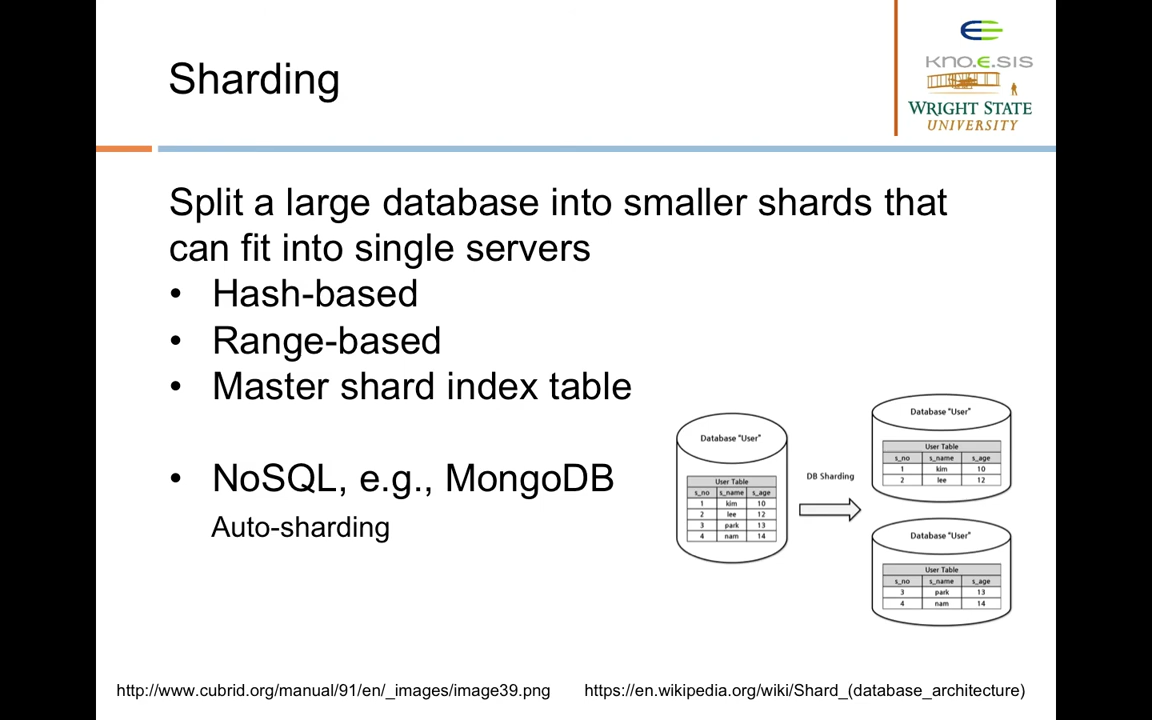 Sharding
kno.e.sis
WRIGHT STATE
UNIVERSITY
Split a large database into smaller shards that
can fit into single servers
• Hash-based
• Range-based
• Master shard index table
• NoSQL, e.g., MongoDB
Auto-sharding
Database "User"
User Table
s_no s_name s_age
1 kim 10
2 lee 12
3 park 13
4 nam 14
DB Sharding
Database "User"
User Table
s_no s_name s_age
1 kim 10
2 lee 12
Database "User"
User Table
s_no s_name s_age
3 park 13
4 nam 14
http://www.cubrid.org/manual/91/en/_images/image39.png
https://en.wikipedia.org/wiki/Shard_(database_architecture)